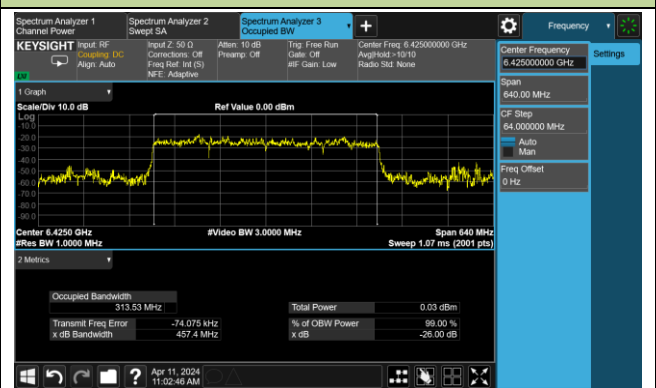 Spectrum Analyzer 1
Channel Power
Spectrum Analyzer 2
Swept SA
Spectrum Analyzer 3
Occupied BW
+
Frequency
KEYSIGHT
Input: RF
Coupling: DC
Align: Auto
Input Z: 50 Ω
Corrections: Off
Freq Ref: Int (S)
NFE: Adaptive
Atten: 10 dB
Preamp: Off
Trig: Free Run
Gate: Off
#IF Gain: Low
Center Freq: 6.425000000 GHz
Avg|Hold:>10/10
Radio Std: None
Center Frequency
6.425000000 GHz
Settings
Span
640.00 MHz
CF Step
64.000000 MHz
Auto
Man
Freq Offset
0 Hz
1 Graph
Scale/Div 10.0 dB
Ref Value 0.00 dBm
Log
-10.0
-20.0
-30.0
-40.0
-50.0
-60.0
-70.0
-80.0
-90.0
Center 6.4250 GHz
#Video BW 3.0000 MHz
Span 640 MHz
#Res BW 1.0000 MHz
Sweep 1.07 ms (2001 pts)
2 Metrics
Occupied Bandwidth
313.53 MHz
Total Power
0.03 dBm
Transmit Freq Error
-74.075 kHz
% of OBW Power
99.00 %
x dB Bandwidth
457.4 MHz
x dB
-26.00 dB
?
Apr 11, 2024
11:02:46 AM